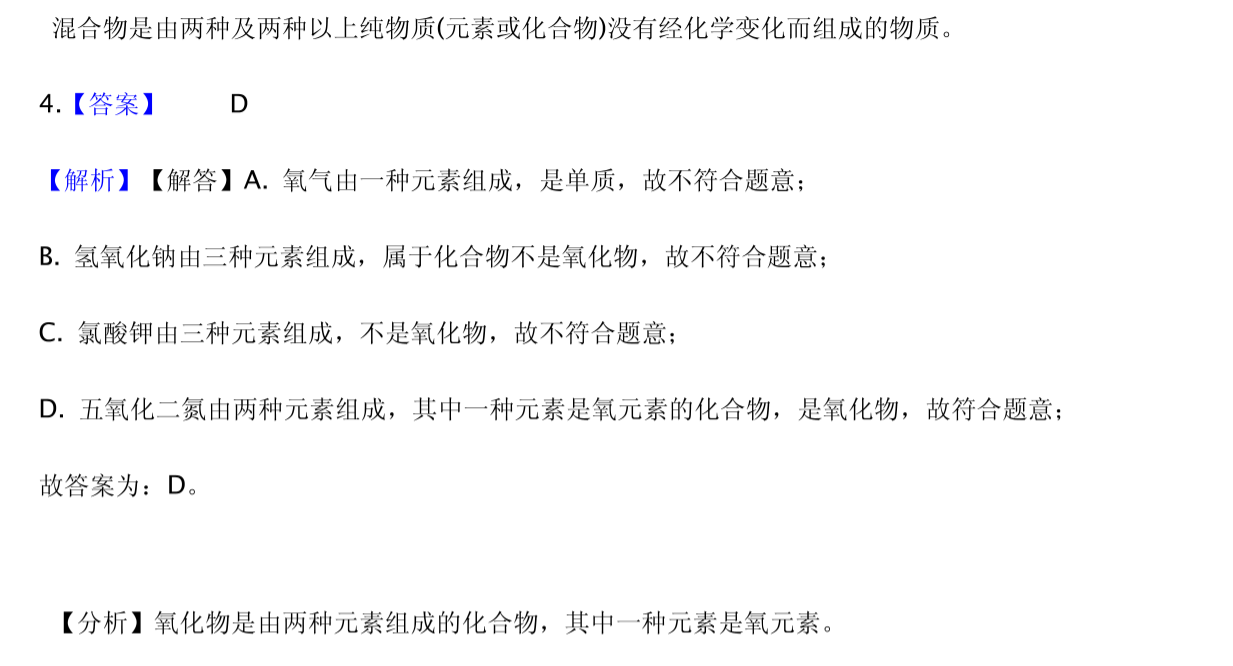 混合物是由两种及两种以上纯物质(元素或化合物)没有经化学变化而组成的物质。
4.【答案】 D
【解析】【解答】A. 氧气由一种元素组成，是单质，故不符合题意；
B. 氢氧化钠由三种元素组成，属于化合物不是氧化物，故不符合题意；
C. 氯酸钾由三种元素组成，不是氧化物，故不符合题意；
D. 五氧化二氮由两种元素组成，其中一种元素是氧元素的化合物，是氧化物，故符合题意；
故答案为：D。
【分析】氧化物是由两种元素组成的化合物，其中一种元素是氧元素。